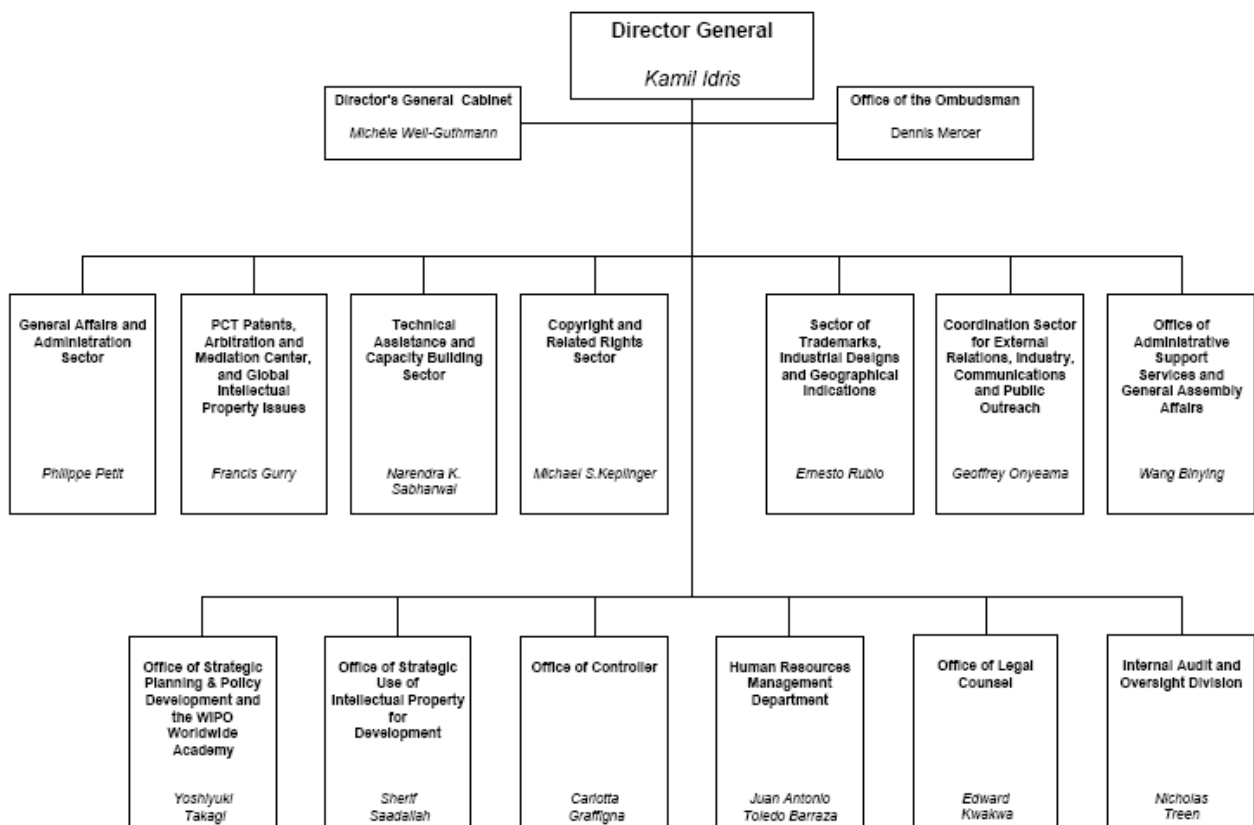 Director General
Kamil Idris
Director's General Cabinet
Michéle Weil-Guthmann
Office of the Ombudsman
Dennis Mercer
General Affairs and
Administration
Sector
Philippe Petit
PCT Patents,
Arbitration and
Mediation Center,
and Global
Intellectual
Property Issues
Francis Gurry
Technical
Assistance and
Capacity Building
Sector
Narendra K.
Sabharwal
Copyright and
Related Rights
Sector
Michael S.Keplinger
Sector of
Trademarks,
Industrial Designs
and Geographical
Indications
Ernesto Rubio
Coordination Sector
for External
Relations, Industry,
Communications
and Public
Outreach
Geoffrey Onyeama
Office of
Administrative
Support
Services and
General Assembly
Affairs
Wang Binying
Office of Strategic
Planning & Policy
Development and
the WIPO
Worldwide
Academy
Yoshiyuki
Takagi
Office of Strategic
Use of
Intellectual Property
for
Development
Sherif
Saadallah
Office of Controller
Carlotta
Graffigna
Human Resources
Management
Department
Juan Antonio
Toledo Barraza
Office of Legal
Counsel
Edward
Kwakwa
Internal Audit and
Oversight Division
Nicholas
Treen